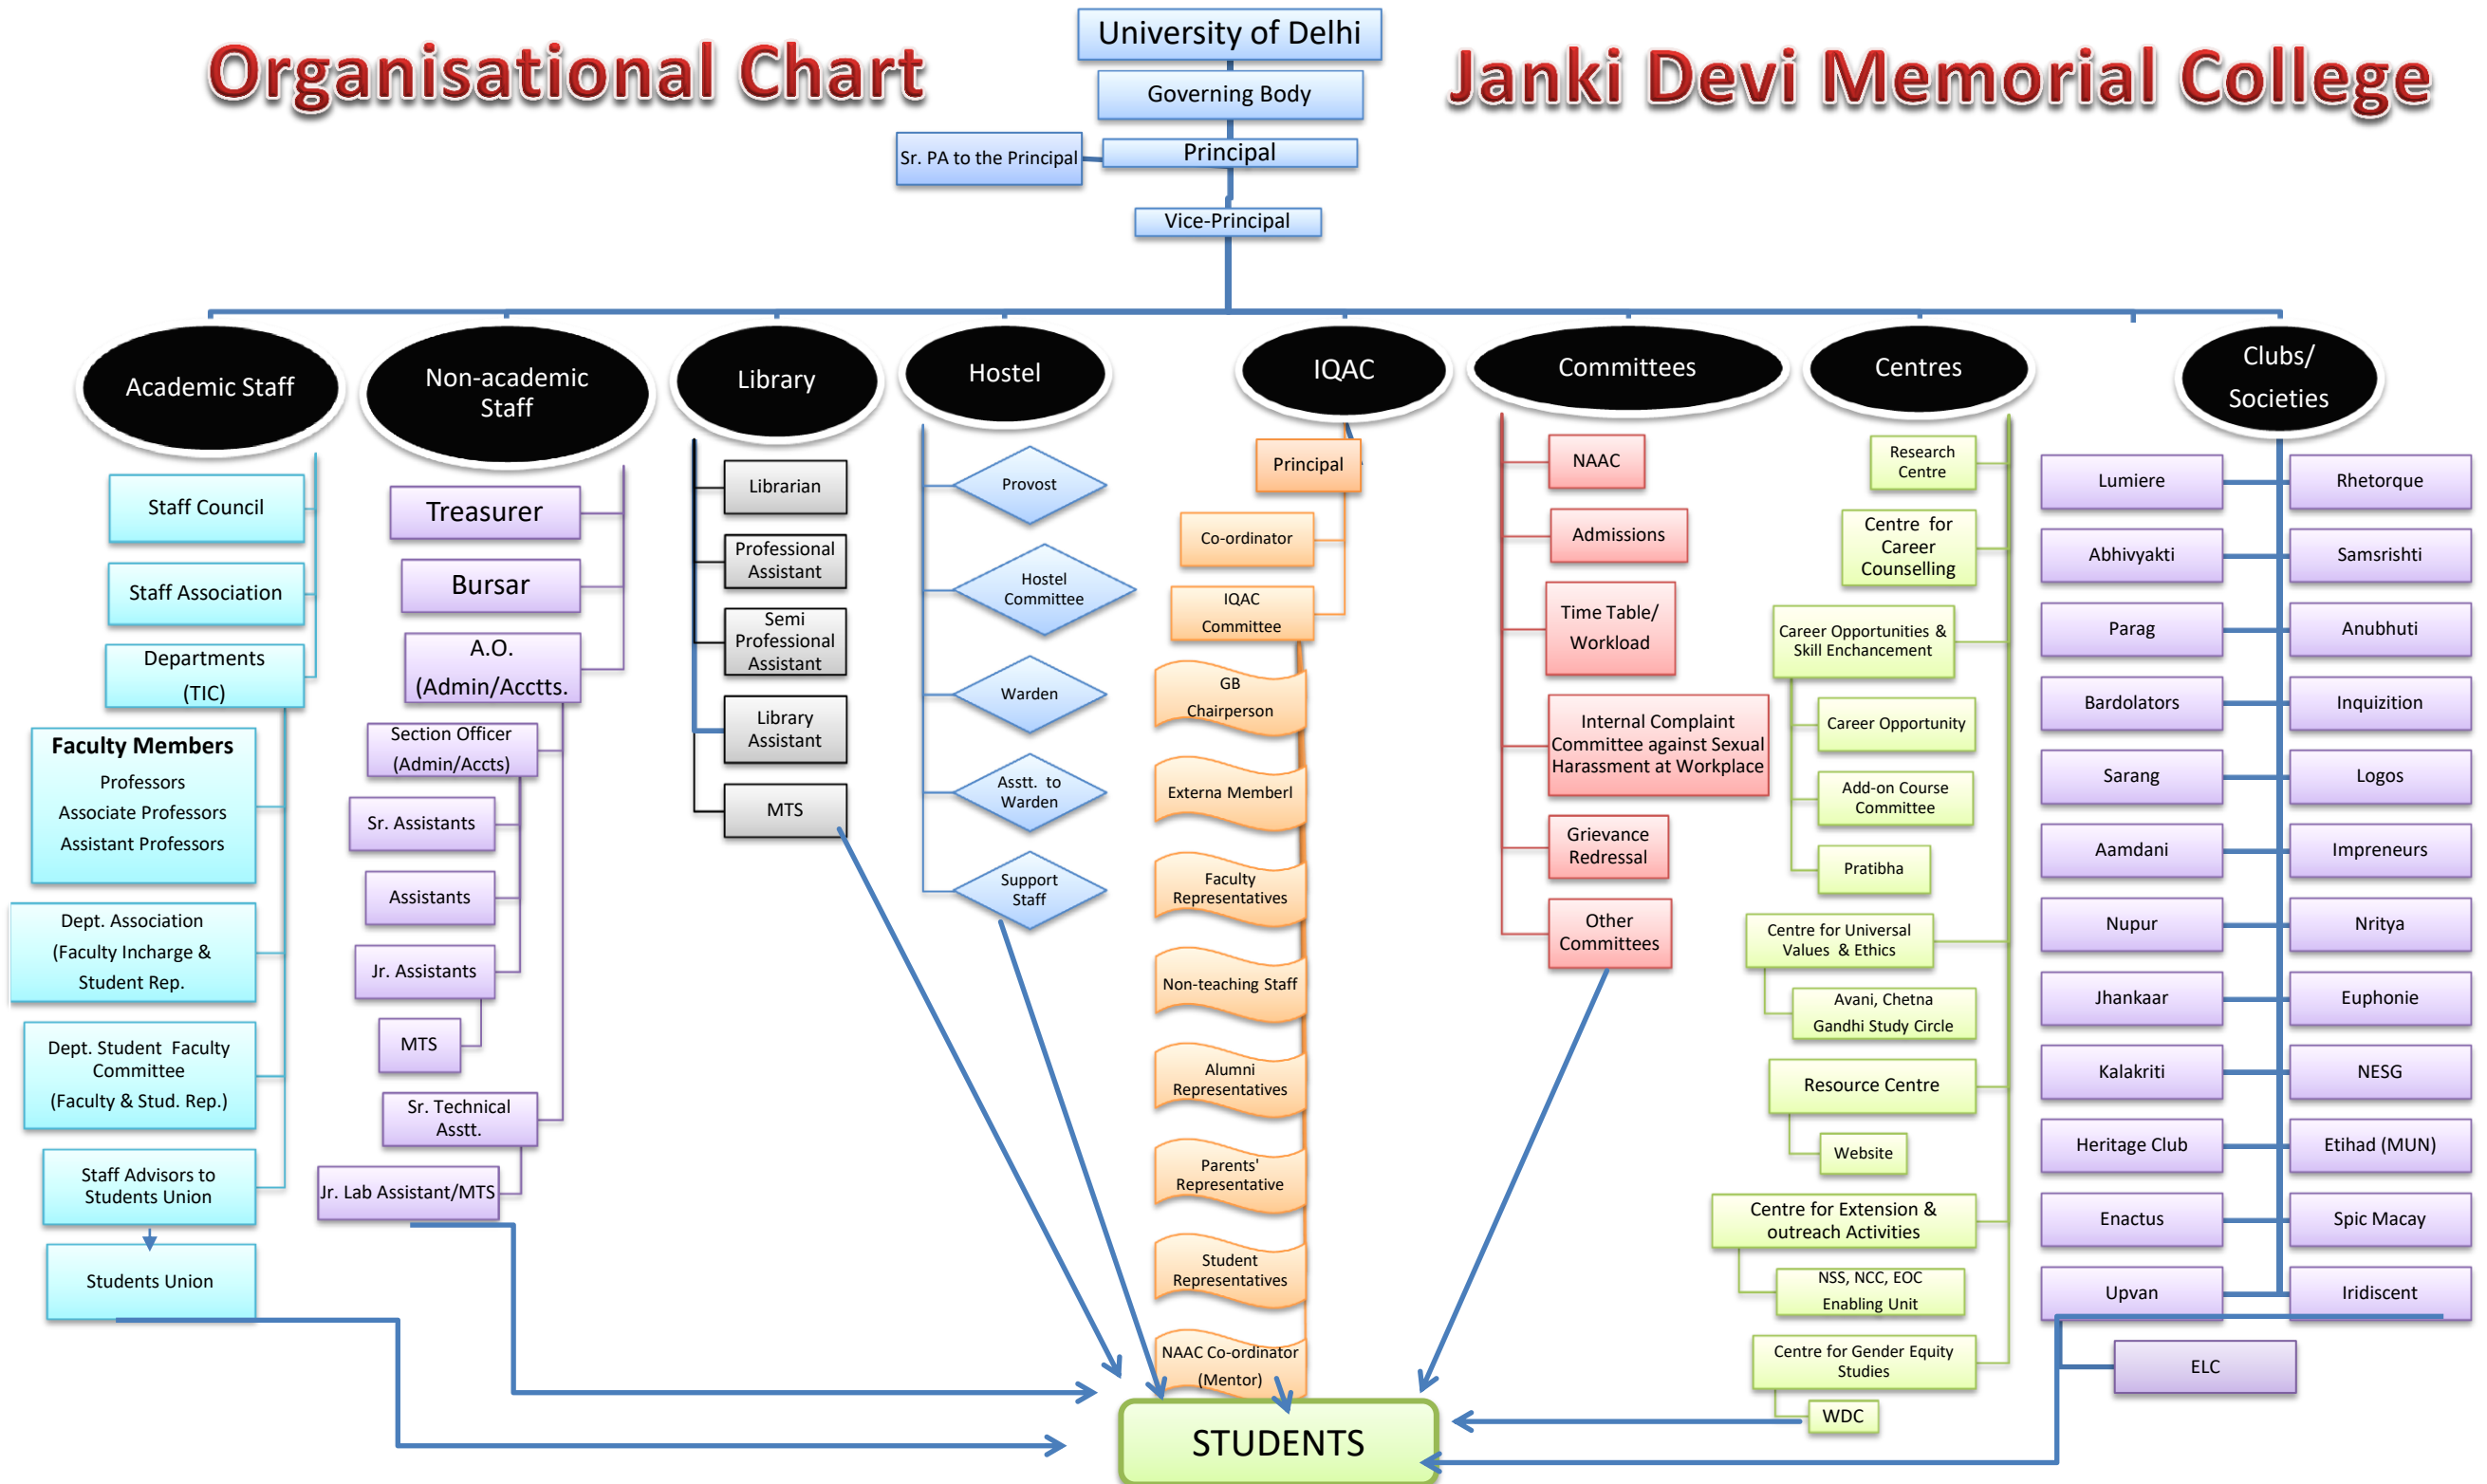 Organisational Chart
Janki Devi Memorial College
University of Delhi
Governing Body
Sr. PA to the Principal
Principal
Vice-Principal
Academic Staff
Staff Council
Staff Association
Departments
(TIC)
Faculty Members
Professors
Associate Professors
Assistant Professors
Dept. Association
(Faculty Incharge &
Student Rep.
Dept. Student Faculty
Committee
(Faculty & Stud. Rep.)
Staff Advisors to
Students Union
Students Union
Non-academic
Staff
Treasurer
Bursar
A.O.
(Admin/Acctts.
Section Officer
(Admin/Accts)
Sr. Assistants
Assistants
Jr. Assistants
MTS
Sr. Technical
Asstt.
Jr. Lab Assistant/MTS
Library
Librarian
Professional
Assistant
Semi
Professional
Assistant
Library
Assistant
MTS
Hostel
Provost
Hostel
Committee
Warden
Asstt. to
Warden
Support
Staff
IQAC
Principal
Co-ordinator
IQAC
Committee
GB
Chairperson
Externa Memberl
Faculty
Representatives
Non-teaching Staff
Alumni
Representatives
Parents'
Representative
Student
Representatives
NAAC Co-ordinator
(Mentor)
Committees
NAAC
Admissions
Time Table/
Workload
Internal Complaint
Committee against Sexual
Harassment at Workplace
Grievance
Redressal
Other
Committees
Centres
Research
Centre
Centre for
Career
Counselling
Career Opportunities &
Skill Enchancement
Career Opportunity
Add-on Course
Committee
Pratibha
Centre for Universal
Values & Ethics
Avani, Chetna
Gandhi Study Circle
Resource Centre
Website
Centre for Extension &
outreach Activities
NSS, NCC, EOC
Enabling Unit
Centre for Gender Equity
Studies
WDC
Clubs/
Societies
Lumiere
Rhetorque
Abhivyakti
Samsrishti
Parag
Anubhuti
Bardolators
Inquizition
Sarang
Logos
Aamdani
Impreneurs
Nupur
Nritya
Jhankaar
Euphonie
Kalakriti
NESG
Heritage Club
Etihad (MUN)
Enactus
Spic Macay
Upvan
Iridiscent
ELC
STUDENTS